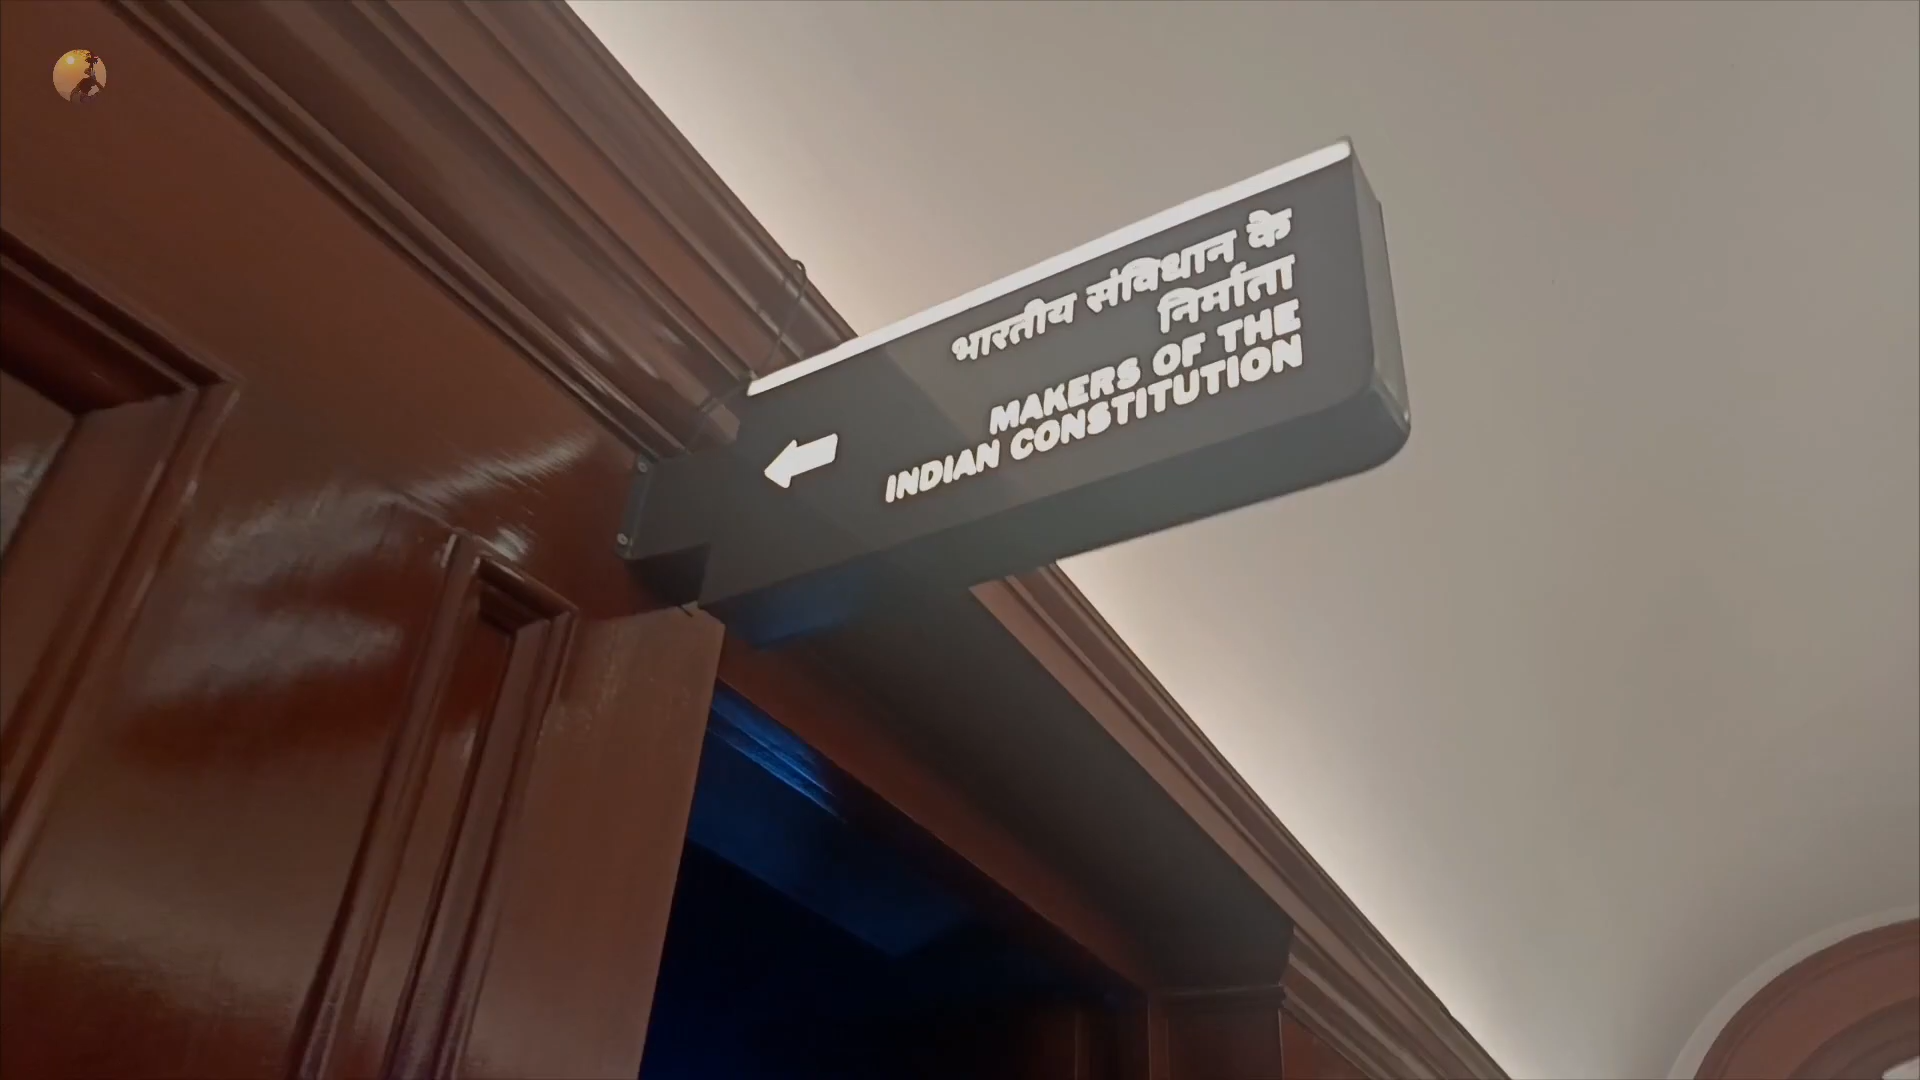 भारतीय संविधान के
निर्माता
MAKERS OF THE
INDIAN CONSTITUTION